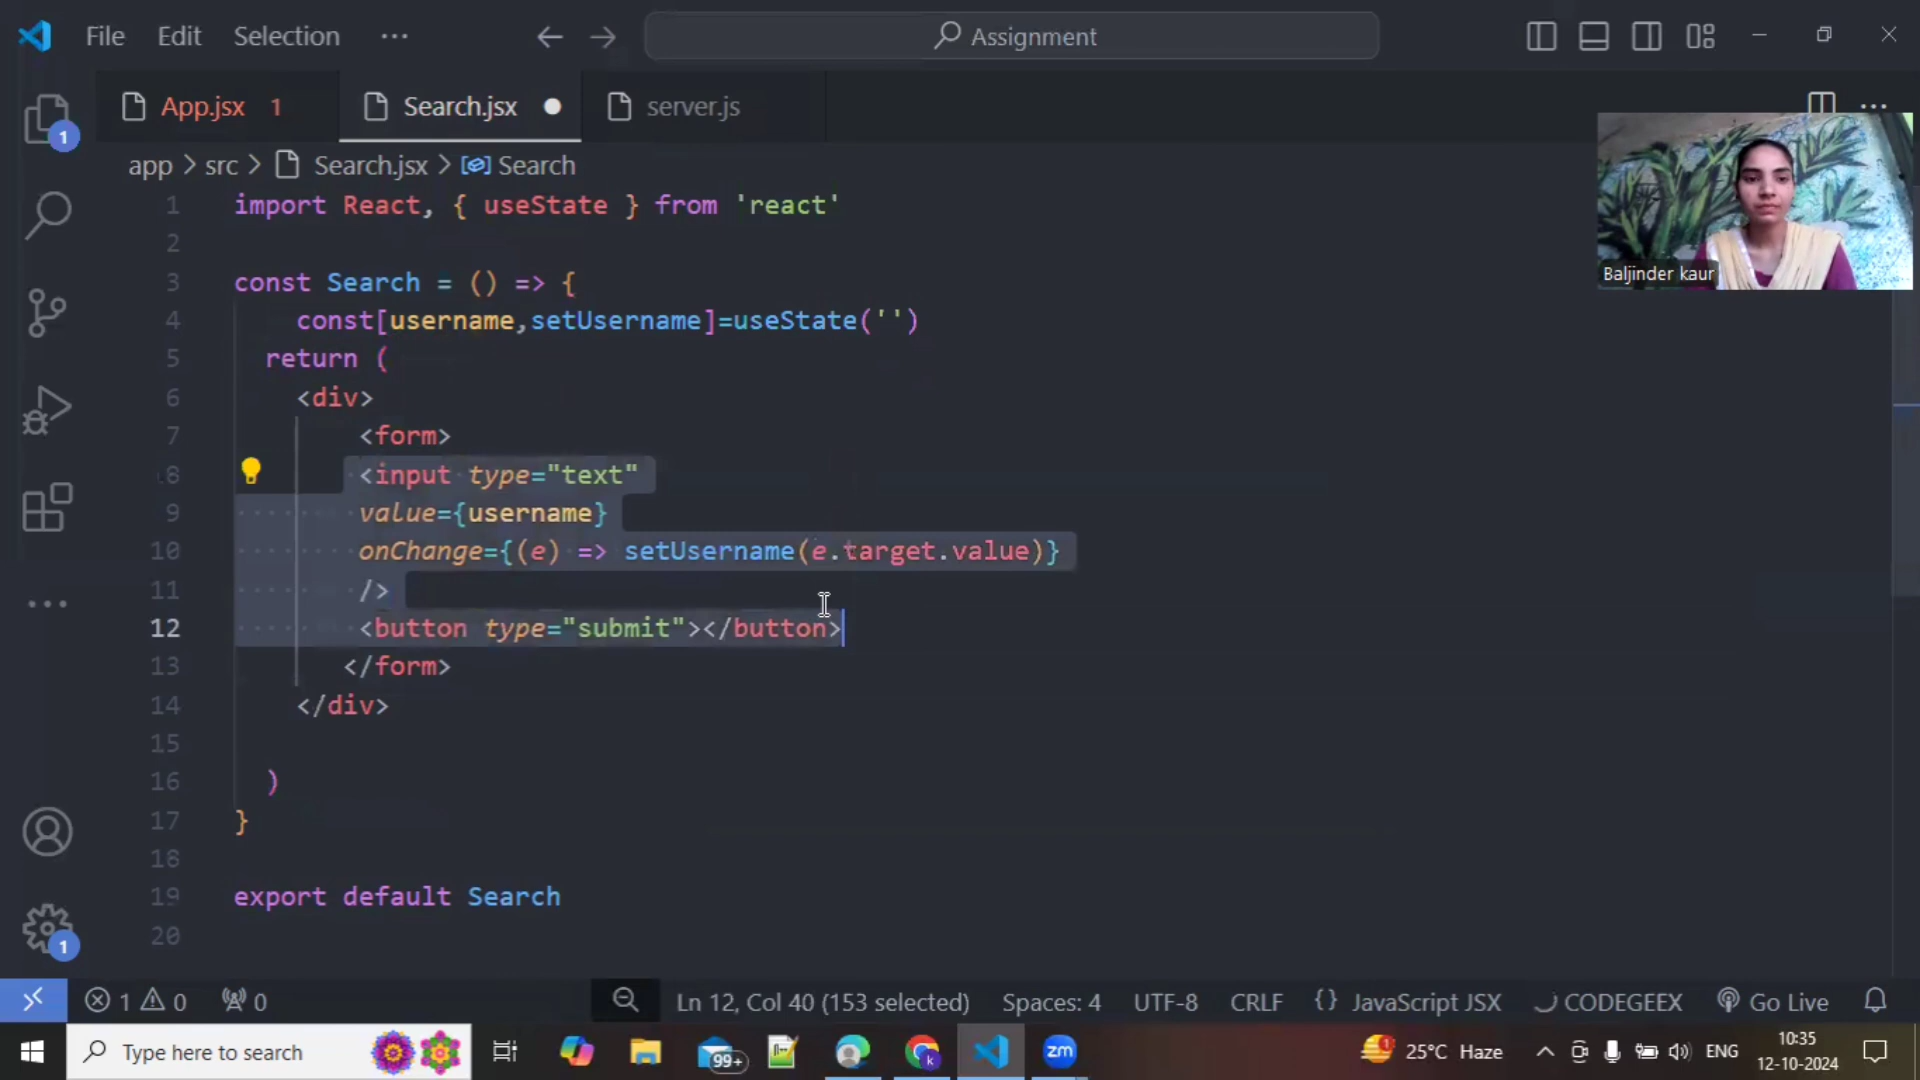 File Edit Selection ··· Assignment
App.jsx 1 Search.jsx server.js
app > src > Search.jsx > Search
1 import React, { useState } from 'react'
2
3 const Search = () => {
4 const[username,setUsername]=useState('')
5 return (
6 <div>
7 <form>
8 <input type="text"
9 value={username}
10 onChange={(e) => setUsername(e.target.value)}
11 />
12 <button type="submit"></button>
13 </form>
14 </div>
15
16 )
17 }
18
19 export default Search
20
Baljinder kaur
1
1
1 0 0 Ln 12, Col 40 (153 selected) Spaces: 4 UTF-8 CRLF {} JavaScript JSX CODEGEEX Go Live
Type here to search 99+ k zm 1 25°C Haze ENG 10:35
12-10-2024